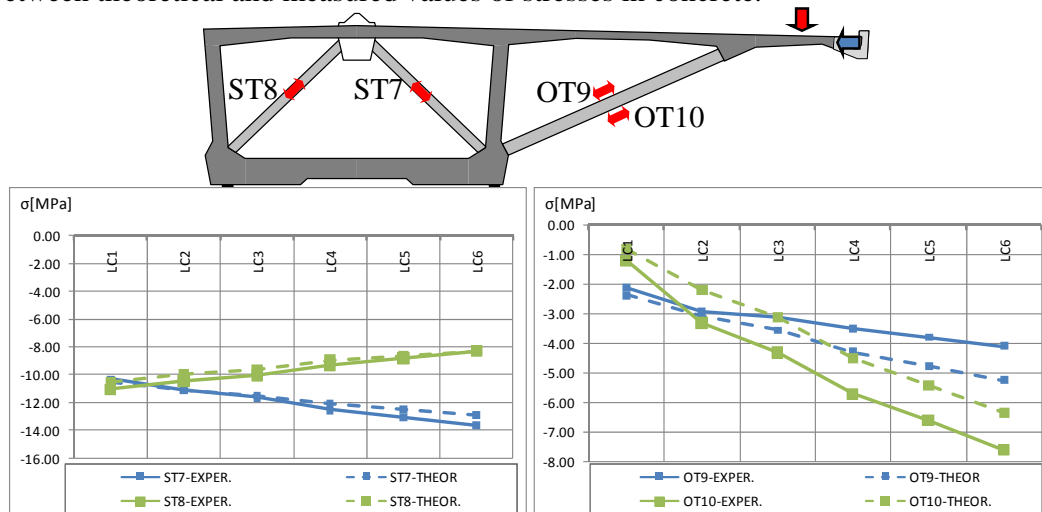 between theoretical and measured values of stresses in concrete.
ST8
ST7
OT9
OT10
σ[MPa]
0.00
-2.00
-4.00
-6.00
-8.00
-10.00
-12.00
-14.00
-16.00
LC1
LC2
LC3
LC4
LC5
LC6
ST7-EXPER.
ST7-THEOR
ST8-EXPER.
ST8-THEOR.
σ[MPa]
0.00
-1.00
-2.00
-3.00
-4.00
-5.00
-6.00
-7.00
-8.00
LC1
LC2
LC3
LC4
LC5
LC6
OT9-EXPER.
OT9-THEOR
OT10-EXPER.
OT10-THEOR.